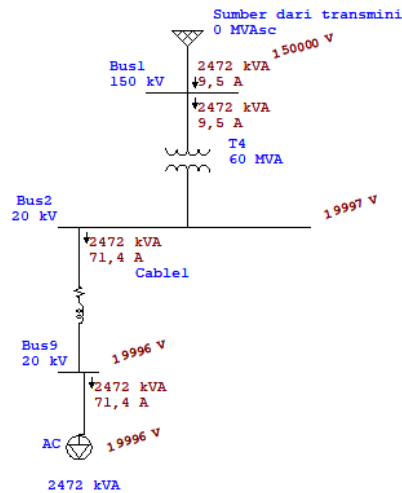 Sumber dari transmini
0 MVAsc
150000 V
Bus1
150 kV
2472 kVA
9,5 A
2472 kVA
9,5 A
T4
60 MVA
Bus2
20 kV
19997 V
2472 kVA
71,4 A
Cable1
Bus9
20 kV
19996 V
2472 kVA
71,4 A
AC
19996 V
2472 kVA